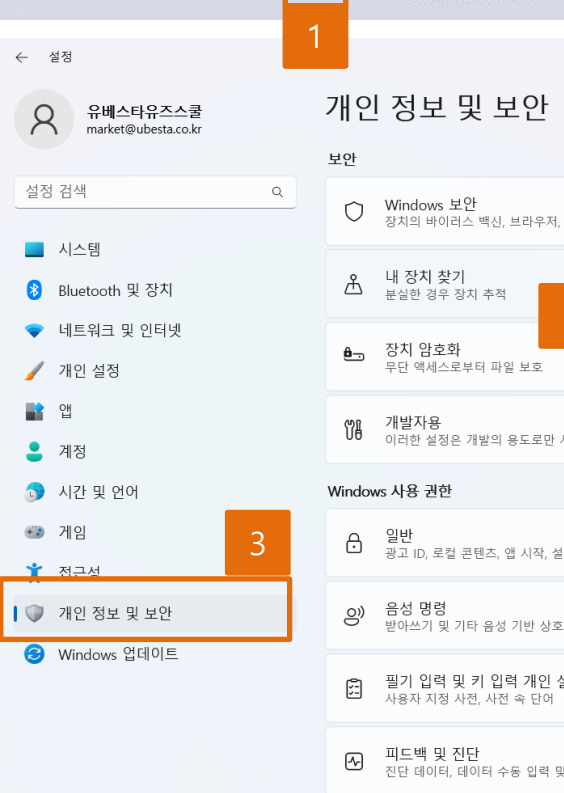 1
설정
유베스타유즈스쿨
market@ubesta.co.kr
설정 검색
시스템
Bluetooth 및 장치
네트워크 및 인터넷
개인 설정
앱
계정
시간 및 언어
게임
3
접근성
개인 정보 및 보안
Windows 업데이트
개인 정보 및 보안
보안
Windows 보안
장치의 바이러스 백신, 브라우저,
내 장치 찾기
분실한 경우 장치 추적
장치 암호화
무단 액세스로부터 파일 보호
개발자용
이러한 설정은 개발의 용도로만
Windows 사용 권한
일반
광고 ID, 로컬 콘텐츠, 앱 시작, 설
음성 명령
받아쓰기 및 기타 음성 기반 상호
필기 입력 및 키 입력 개인
사용자 지정 사전, 사전 속 단어
피드백 및 진단
진단 데이터, 데이터 수동 입력 및